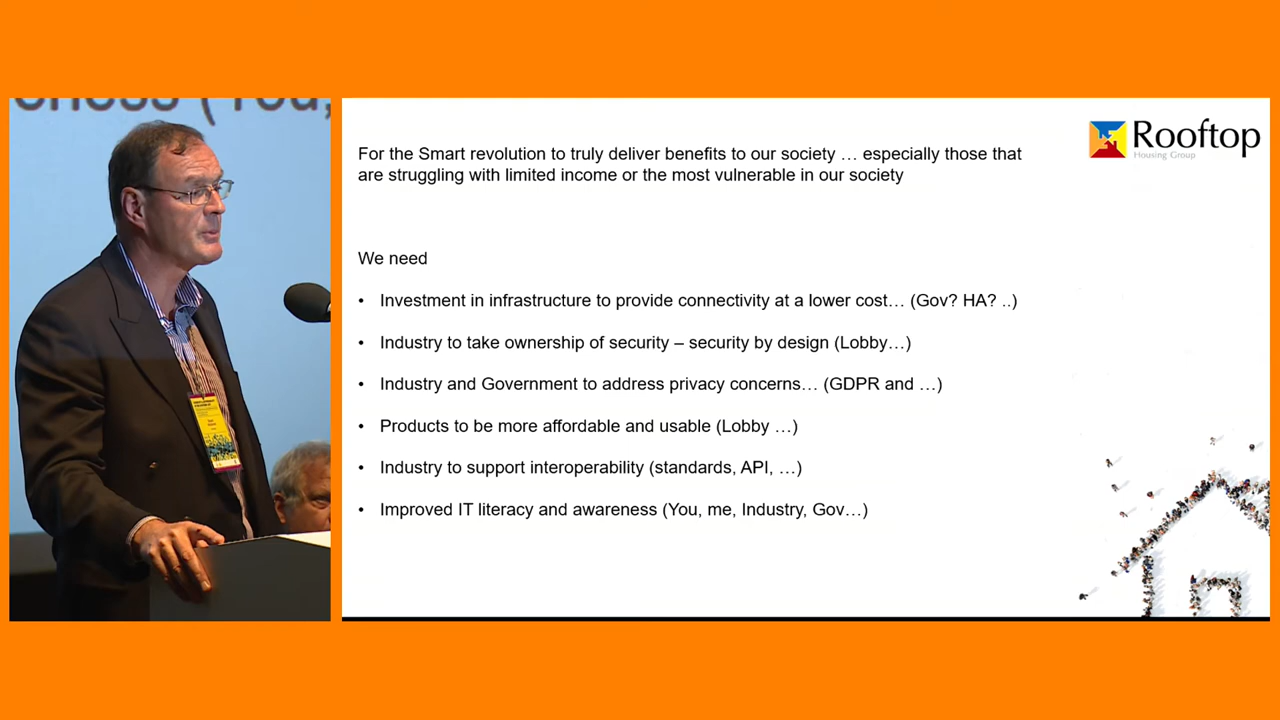 Rooftop
Housing Group
For the Smart revolution to truly deliver benefits to our society … especially those that
are struggling with limited income or the most vulnerable in our society
We need
• Investment in infrastructure to provide connectivity at a lower cost… (Gov? HA? ..)
• Industry to take ownership of security – security by design (Lobby…)
• Industry and Government to address privacy concerns… (GDPR and …)
• Products to be more affordable and usable (Lobby …)
• Industry to support interoperability (standards, API, …)
• Improved IT literacy and awareness (You, me, Industry, Gov…)